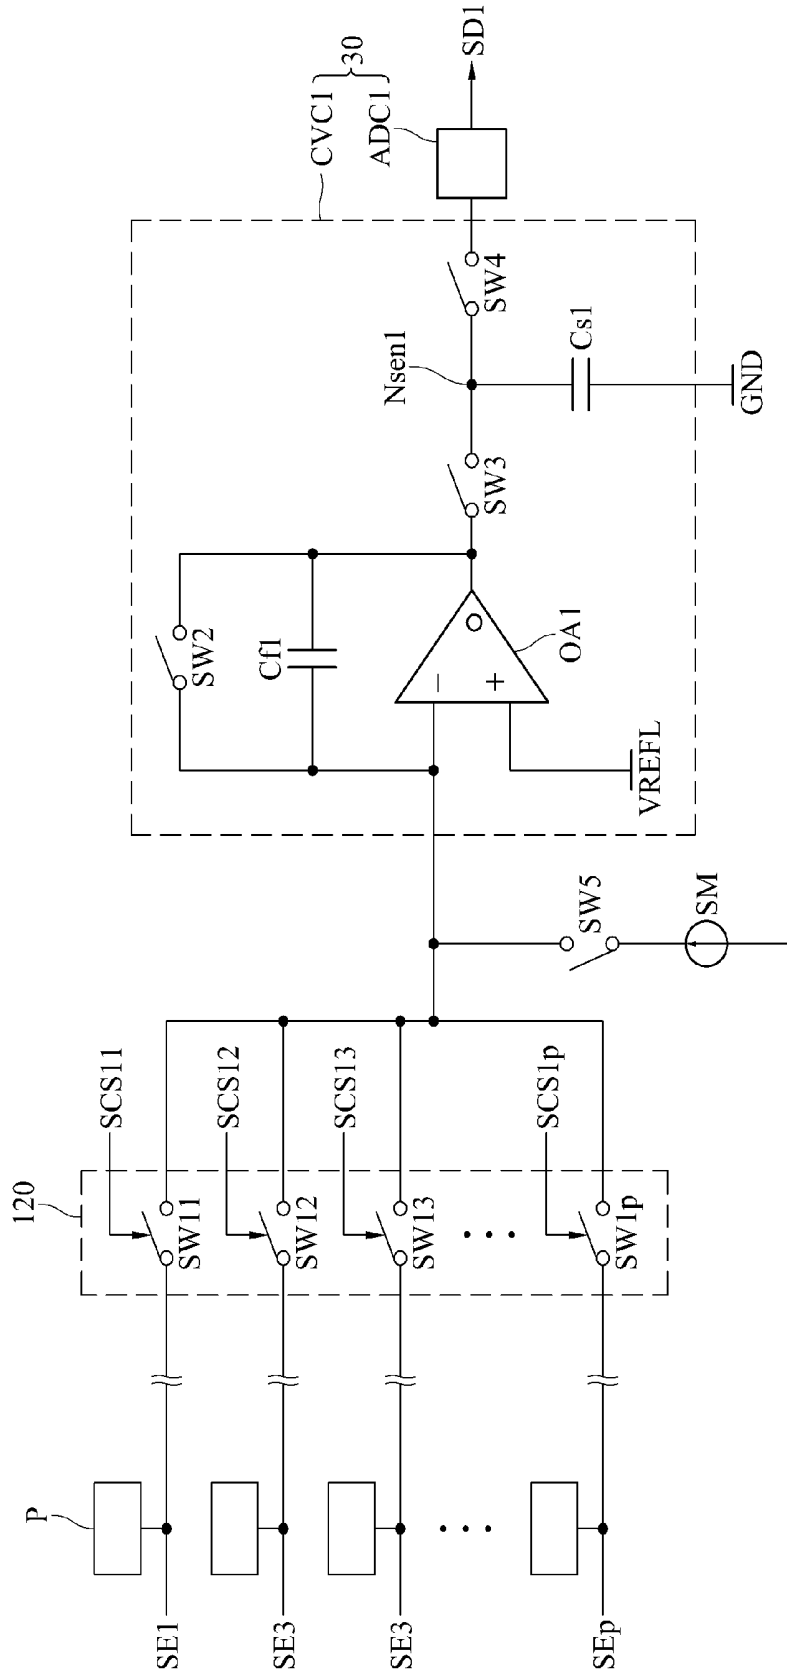 P
SE1
SE3
SE3
SEp
120
SCS11
SCS12
SCS13
SCS1p
SW11
SW12
SW13
SW1p
SW5
SM
SW2
Cf1
−
+
OA1
VREFL
SW3
Nsen1
Cs1
GND
SW4
CVC1
ADC1
30
SD1